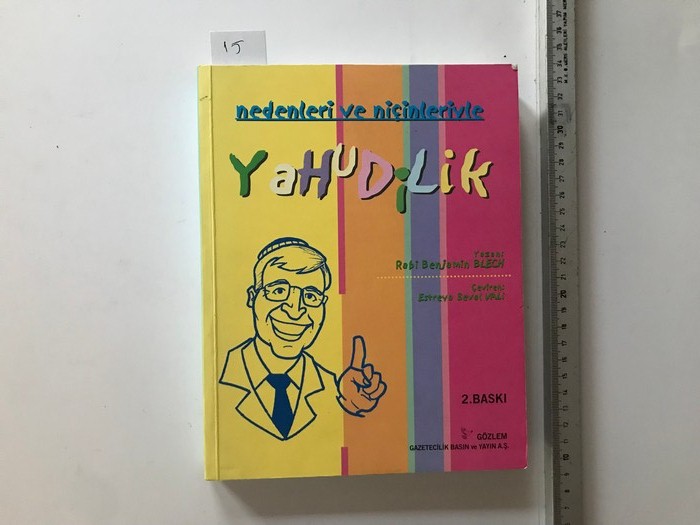 15
nedenleri ve niçinleriyle
YaHuDiLik
Yazan:
Rabi Benjamin BLECH
Çeviren:
Estreya Seval VALİ
2.BASKI
GÖZLEM
GAZETECİLİK BASIN ve YAYIN A.Ş.